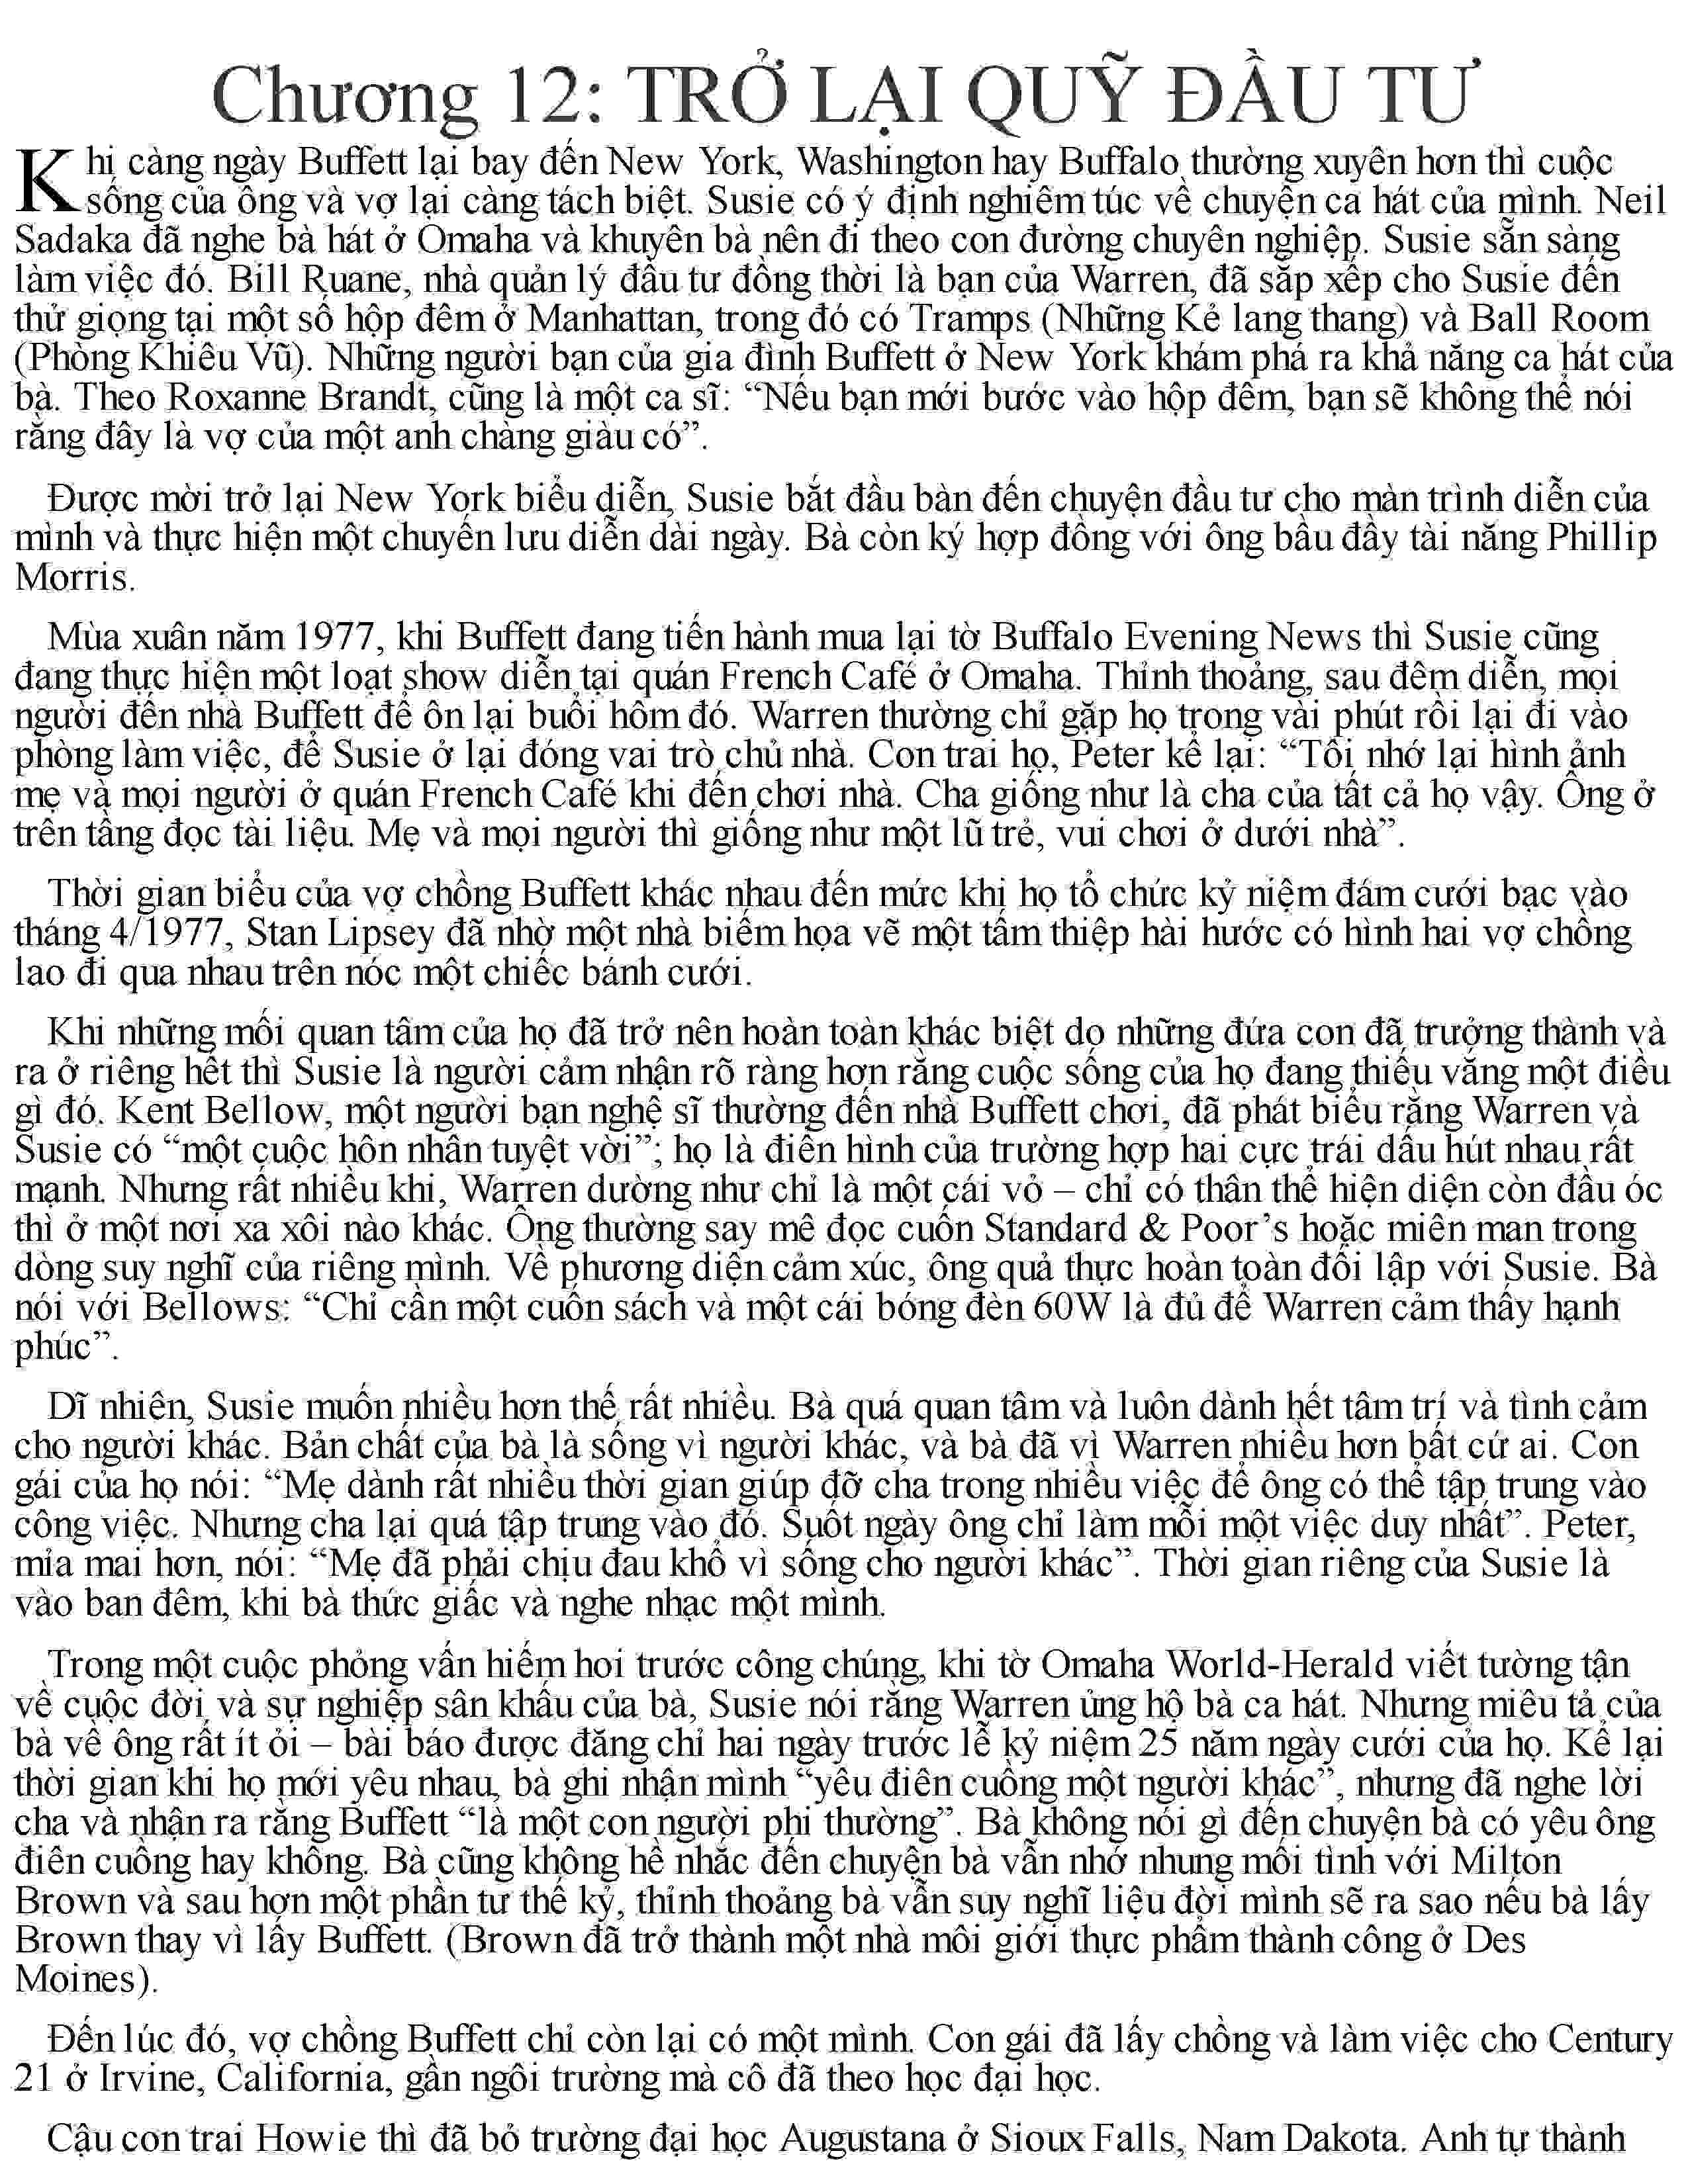 Chương 12: TRỞ LẠI QUỸ ĐẦU TƯ
Khi càng ngày Buffett lại bay đến New York, Washington hay Buffalo thường xuyên hơn thì cuộc
sống của ông và vợ lại càng tách biệt. Susie có ý định nghiêm túc về chuyện ca hát của mình. Neil
Sadaka đã nghe bà hát ở Omaha và khuyên bà nên đi theo con đường chuyên nghiệp. Susie sẵn sàng
làm việc đó. Bill Ruane, nhà quản lý đầu tư đồng thời là bạn của Warren, đã sắp xếp cho Susie đến
thử giọng tại một số hộp đêm ở Manhattan, trong đó có Tramps (Những Kẻ lang thang) và Ball Room
(Phòng Khiêu Vũ). Những người bạn của gia đình Buffett ở New York khám phá ra khả năng ca hát của
bà. Theo Roxanne Brandt, cũng là một ca sĩ: “Nếu bạn mới bước vào hộp đêm, bạn sẽ không thể nói
rằng đây là vợ của một anh chàng giàu có”.
Được mời trở lại New York biểu diễn, Susie bắt đầu bàn đến chuyện đầu tư cho màn trình diễn của
mình và thực hiện một chuyến lưu diễn dài ngày. Bà còn ký hợp đồng với ông bầu đầy tài năng Phillip
Morris.
Mùa xuân năm 1977, khi Buffett đang tiến hành mua lại tờ Buffalo Evening News thì Susie cũng
đang thực hiện một loạt show diễn tại quán French Café ở Omaha. Thỉnh thoảng, sau đêm diễn, mọi
người đến nhà Buffett để ôn lại buổi hôm đó. Warren thường chỉ gặp họ trong vài phút rồi lại đi vào
phòng làm việc, để Susie ở lại đóng vai trò chủ nhà. Con trai họ, Peter kể lại: “Tôi nhớ lại hình ảnh
mẹ và mọi người ở quán French Café khi đến chơi nhà. Cha giống như là cha của tất cả họ vậy. Ông ở
trên tầng đọc tài liệu. Mẹ và mọi người thì giống như một lũ trẻ, vui chơi ở dưới nhà”.
Thời gian biểu của vợ chồng Buffett khác nhau đến mức khi họ tổ chức kỷ niệm đám cưới bạc vào
tháng 4/1977, Stan Lipsey đã nhờ một nhà biếm họa vẽ một tấm thiệp hài hước có hình hai vợ chồng
lao đi qua nhau trên nóc một chiếc bánh cưới.
Khi những mối quan tâm của họ đã trở nên hoàn toàn khác biệt do những đứa con đã trưởng thành và
ra ở riêng hết thì Susie là người cảm nhận rõ ràng hơn rằng cuộc sống của họ đang thiếu vắng một điều
gì đó. Kent Bellow, một người bạn nghệ sĩ thường đến nhà Buffett chơi, đã phát biểu rằng Warren và
Susie có “một cuộc hôn nhân tuyệt vời”; họ là điển hình của trường hợp hai cực trái dấu hút nhau rất
mạnh. Nhưng rất nhiều khi, Warren dường như chỉ là một cái vỏ – chỉ có thân thể hiện diện còn đầu óc
thì ở một nơi xa xôi nào khác. Ông thường say mê đọc cuốn Standard & Poor’s hoặc miên man trong
dòng suy nghĩ của riêng mình. Về phương diện cảm xúc, ông quả thực hoàn toàn đối lập với Susie. Bà
nói với Bellows: “Chỉ cần một cuốn sách và một cái bóng đèn 60W là đủ để Warren cảm thấy hạnh
phúc”.
Dĩ nhiên, Susie muốn nhiều hơn thế rất nhiều. Bà quá quan tâm và luôn dành hết tâm trí và tình cảm
cho người khác. Bản chất của bà là sống vì người khác, và bà đã vì Warren nhiều hơn bất cứ ai. Con
gái của họ nói: “Mẹ dành rất nhiều thời gian giúp đỡ cha trong nhiều việc để ông có thể tập trung vào
công việc. Nhưng cha lại quá tập trung vào đó. Suốt ngày ông chỉ làm mỗi một việc duy nhất”. Peter,
mỉa mai hơn, nói: “Mẹ đã phải chịu đau khổ vì sống cho người khác”. Thời gian riêng của Susie là
vào ban đêm, khi bà thức giấc và nghe nhạc một mình.
Trong một cuộc phỏng vấn hiếm hoi trước công chúng, khi tờ Omaha World-Herald viết tường tận
về cuộc đời và sự nghiệp sân khấu của bà, Susie nói rằng Warren ủng hộ bà ca hát. Nhưng miêu tả của
bà về ông rất ít ỏi – bài báo được đăng chỉ hai ngày trước lễ kỷ niệm 25 năm ngày cưới của họ. Kể lại
thời gian khi họ mới yêu nhau, bà ghi nhận mình “yêu điên cuồng một người khác”, nhưng đã nghe lời
cha và nhận ra rằng Buffett “là một con người phi thường”. Bà không nói gì đến chuyện bà có yêu ông
điên cuồng hay không. Bà cũng không hề nhắc đến chuyện bà vẫn nhớ nhung mối tình với Milton
Brown và sau hơn một phần tư thế kỷ, thỉnh thoảng bà vẫn suy nghĩ liệu đời mình sẽ ra sao nếu bà lấy
Brown thay vì lấy Buffett. (Brown đã trở thành một nhà môi giới thực phẩm thành công ở Des
Moines).
Đến lúc đó, vợ chồng Buffett chỉ còn lại có một mình. Con gái đã lấy chồng và làm việc cho Century
21 ở Irvine, California, gần ngôi trường mà cô đã theo học đại học.
Cậu con trai Howie thì đã bỏ trường đại học Augustana ở Sioux Falls, Nam Dakota. Anh tự thành